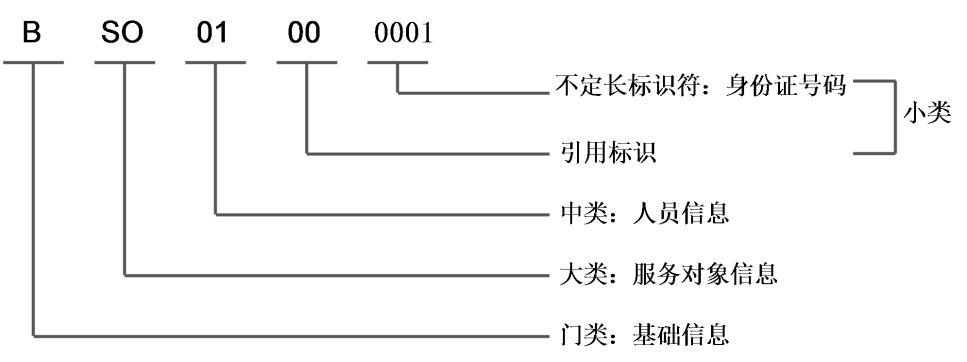 B SO 01 00 0001
不定长标识符：身份证号码
小类
引用标识
中类：人员信息
大类：服务对象信息
门类：基础信息